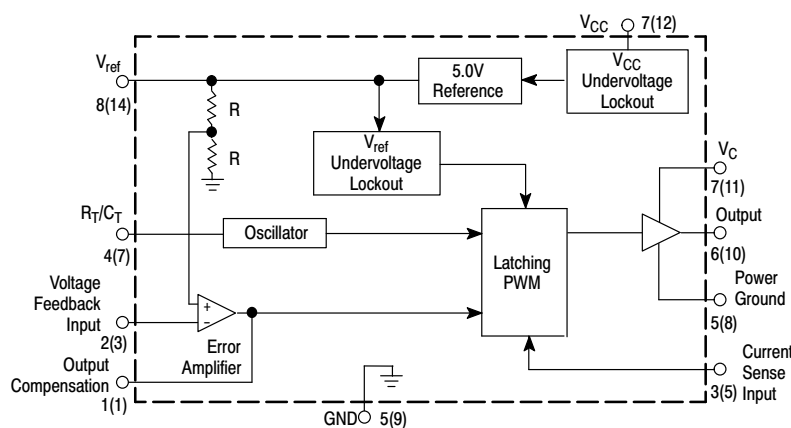 VCC 7(12)
Vref
8(14)
R
R
5.0V
Reference
VCC
Undervoltage
Lockout
Vref
Undervoltage
Lockout
VC
7(11)
RT/CT
4(7)
Oscillator
Latching
PWM
Output
6(10)
Voltage
Feedback
Input
2(3)
+
−
Error
Amplifier
Power
Ground
5(8)
Output
Compensation
1(1)
GND 5(9)
Current
Sense
Input
3(5)